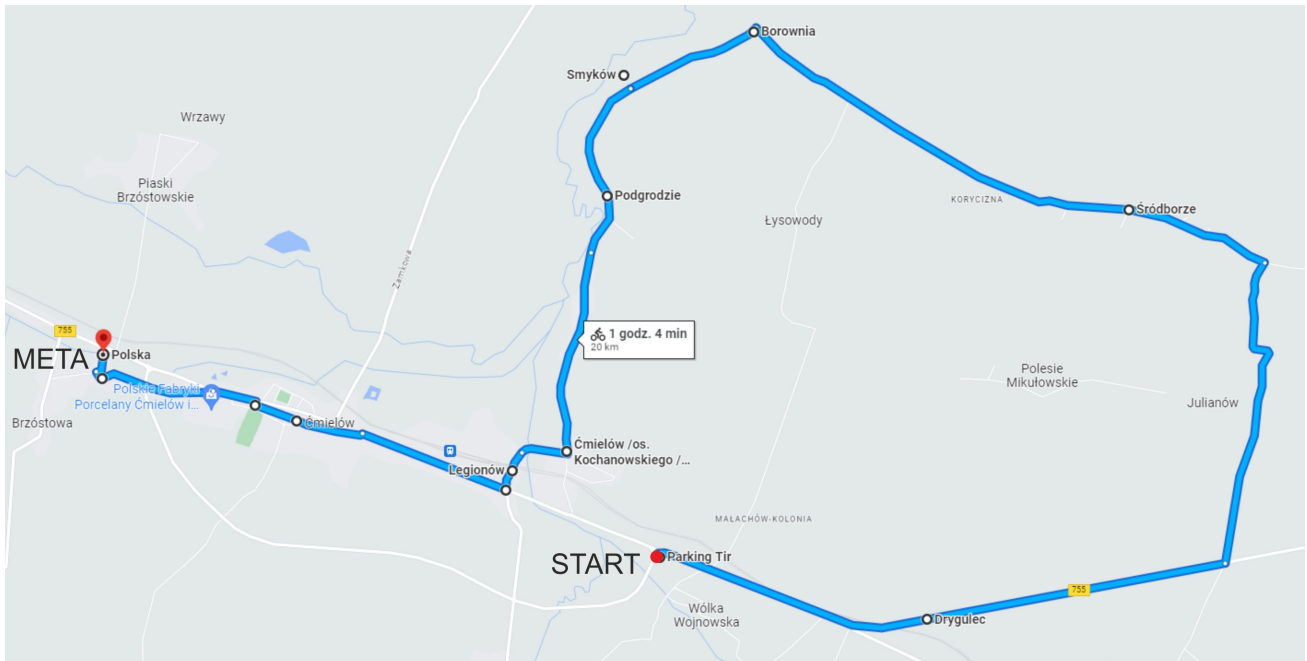 Borownia
Smyków
Wrzawy
Piaski
Brzóstowskie
Podgrodzie
KORYCIZNA
Śródborze
Łysowody
Zamkowa
755
1 godz. 4 min
20 km
META
Polska
Polesie
Mikułowskie
Polskie Fabryki
Porcelany Ćmielów i...
Julianów
Brzóstowa
Ćmielów
Ćmielów /os.
Kochanowskiego /...
Legionów
MAŁACHÓW-KOLONIA
START
Parking Tir
755
Wólka
Wojnowska
Drygulec